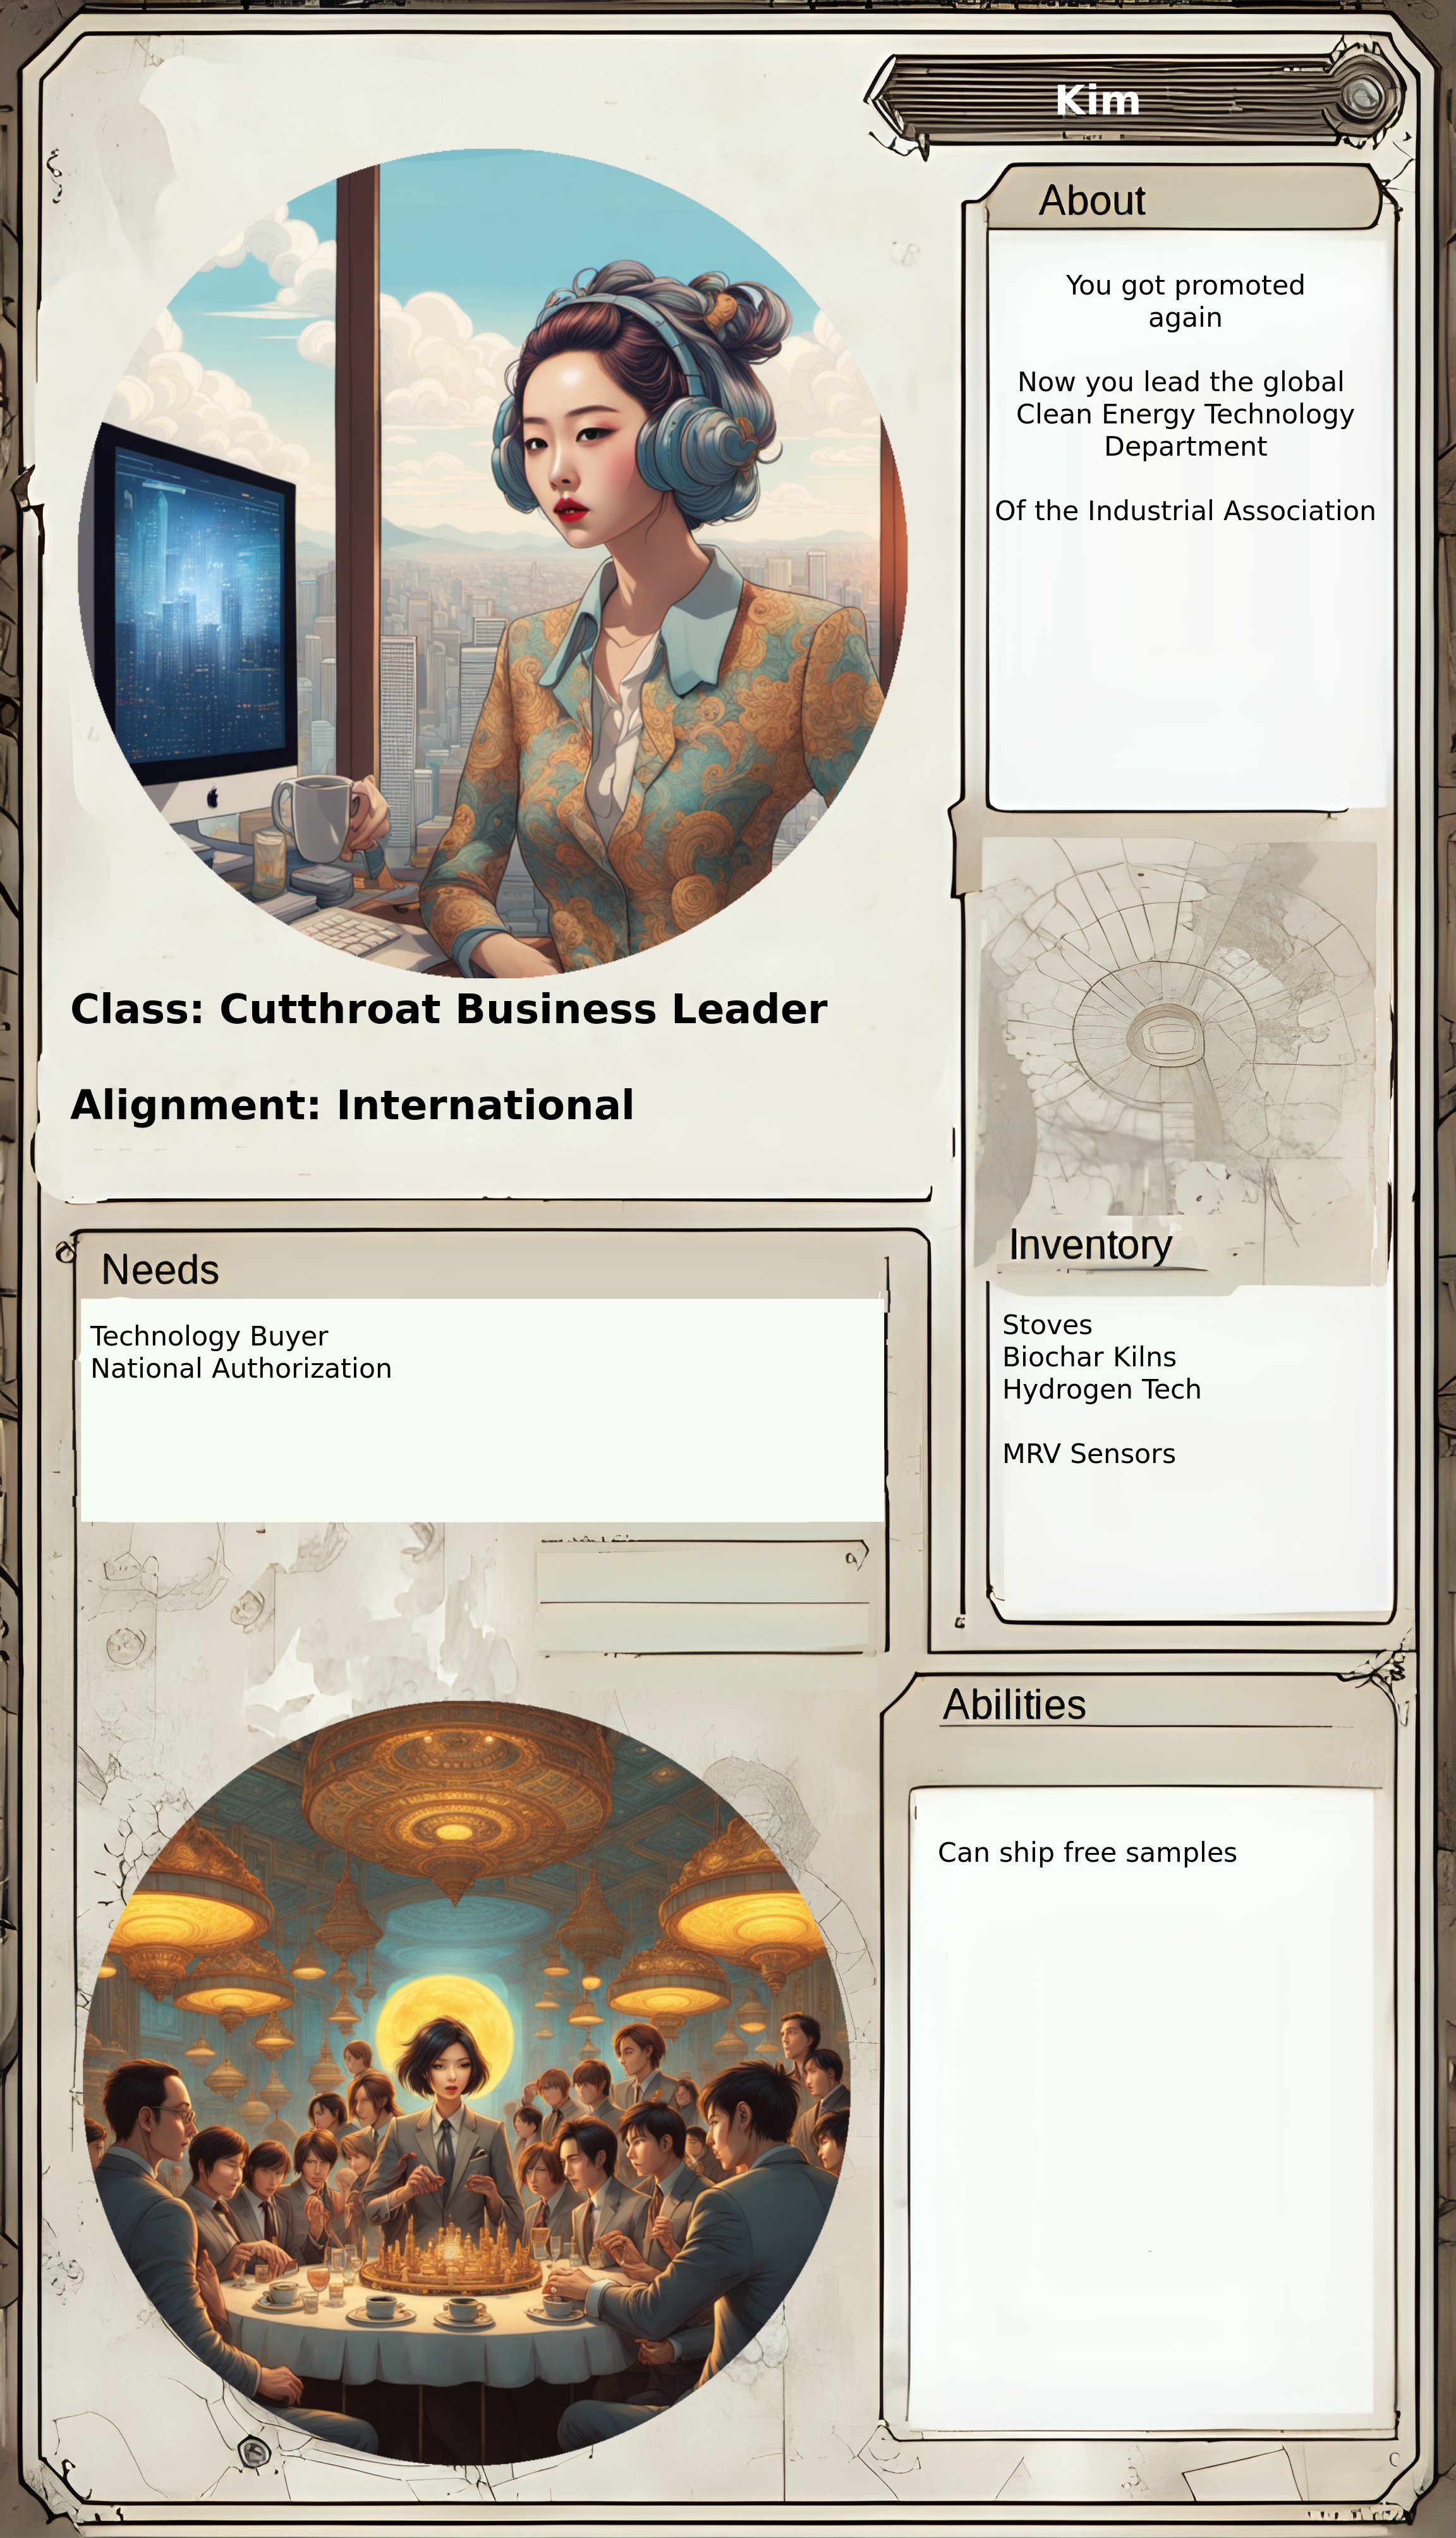 Kim
About
You got promoted
again
Now you lead the global
Clean Energy Technology
Department
Of the Industrial Association
Class: Cutthroat Business Leader
Alignment: International
Needs
Technology Buyer
National Authorization
Inventory
Stoves
Biochar Kilns
Hydrogen Tech
MRV Sensors
Abilities
Can ship free samples